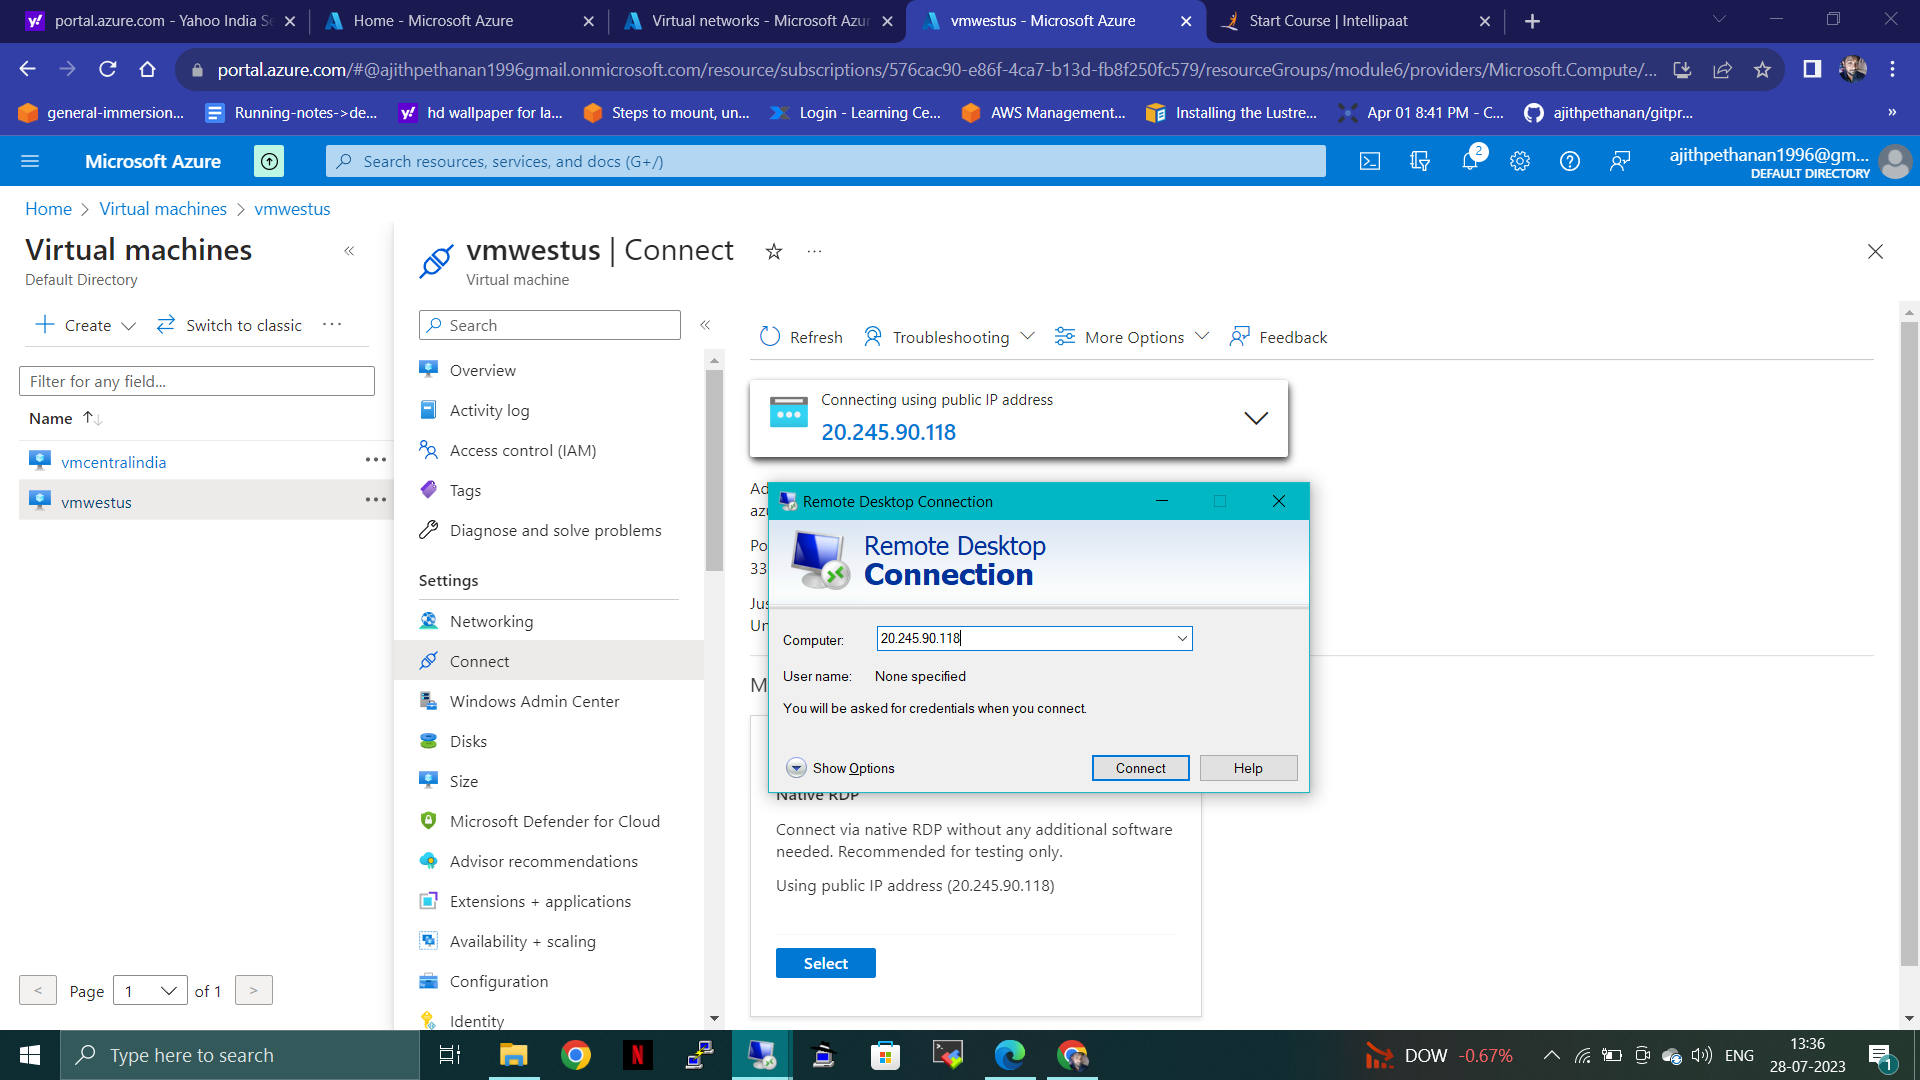 portal.azure.com - Yahoo India Se
Home - Microsoft Azure
Virtual networks - Microsoft Azur
vmwestus - Microsoft Azure
Start Course | Intellipaat
portal.azure.com/#@ajithpethanan1996gmail.onmicrosoft.com/resource/subscriptions/576cac90-e86f-4ca7-b13d-fb8f250fc579/resourceGroups/module6/providers/Microsoft.Compute/...
general-immersion...
Running-notes->de...
hd wallpaper for la...
Steps to mount, un...
Login - Learning Ce...
AWS Management...
Installing the Lustre...
Apr 01 8:41 PM - C...
ajithpethanan/gitpr...
»
Microsoft Azure
Search resources, services, and docs (G+/)
2
ajithpethanan1996@gm...
DEFAULT DIRECTORY
Home > Virtual machines > vmwestus
Virtual machines
Default Directory
Create
Switch to classic
...
Filter for any field...
Name
vmcentralindia
vmwestus
Page 1 of 1
vmwestus | Connect
Virtual machine
Search
Overview
Activity log
Access control (IAM)
Tags
Diagnose and solve problems
Settings
Networking
Connect
Windows Admin Center
Disks
Size
Microsoft Defender for Cloud
Advisor recommendations
Extensions + applications
Availability + scaling
Configuration
Identity
Refresh
Troubleshooting
More Options
Feedback
Connecting using public IP address
20.245.90.118
Ad
azu
Po
33
Jus
Un
M
Remote Desktop Connection
Remote Desktop
Connection
Computer:
20.245.90.118
User name:
None specified
You will be asked for credentials when you connect.
Show Options
Connect
Help
Native RDP
Connect via native RDP without any additional software
needed. Recommended for testing only.
Using public IP address (20.245.90.118)
Select
Type here to search
DOW -0.67%
ENG
13:36
28-07-2023
1